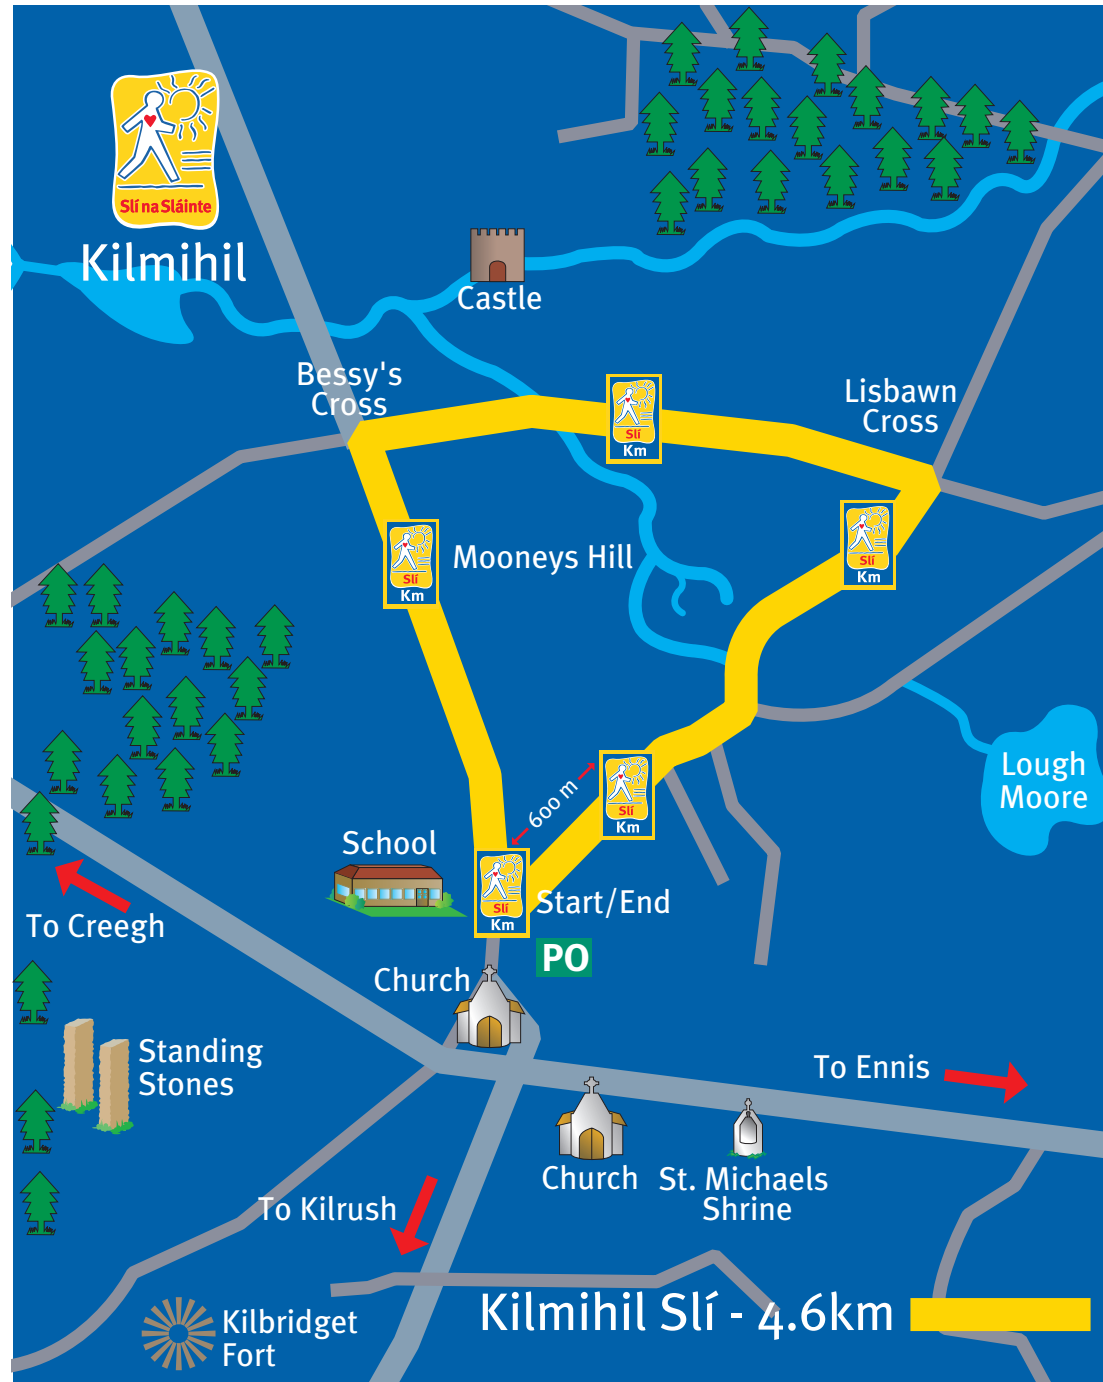 Slí na Sláinte
Kilmihil
Castle
Bessy's
Cross
Lisbawn
Cross
Slí
Km
Slí
Km
Slí
Km
Mooneys Hill
Lough
Moore
600 m
Slí
Km
School
Slí
Km
Start/End
To Creegh
PO
Church
Standing
Stones
To Ennis
Church
St. Michaels
Shrine
To Kilrush
Kilmihil Slí - 4.6km
Kilbridget
Fort